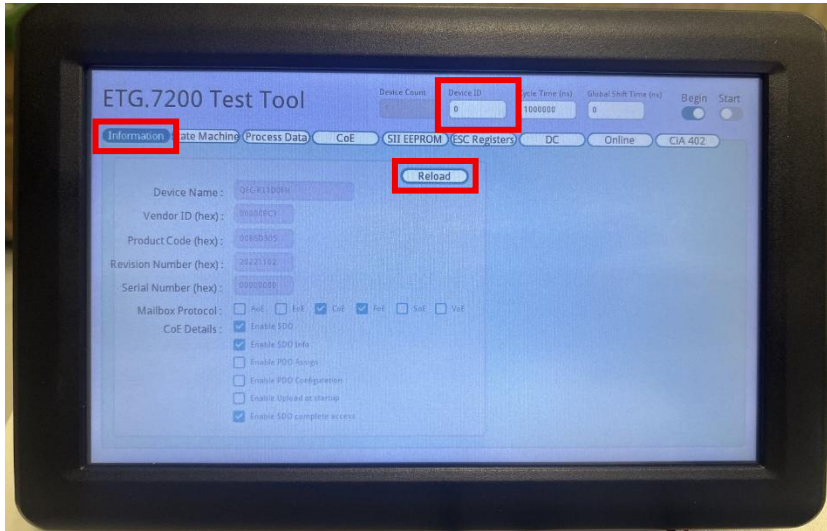 ETG.7200 Test Tool
Device Count
Device ID
Cycle Time (ns)
Global Shift Time (ns)
Begin
Start
0
1000000
0
Information
State Machine
Process Data
CoE
SII EEPROM
ESC Registers
DC
Online
CiA 402
Reload
Device Name :
Vendor ID (hex) :
Product Code (hex) :
Revision Number (hex) :
Serial Number (hex) :
00000000
Mailbox Protocol :
AoE
EoE
CoE
FoE
SoE
VoE
CoE Details :
Enable SDO
Enable SDO Info
Enable PDO Assign
Enable PDO Configuration
Enable Upload at startup
Enable SDO complete access